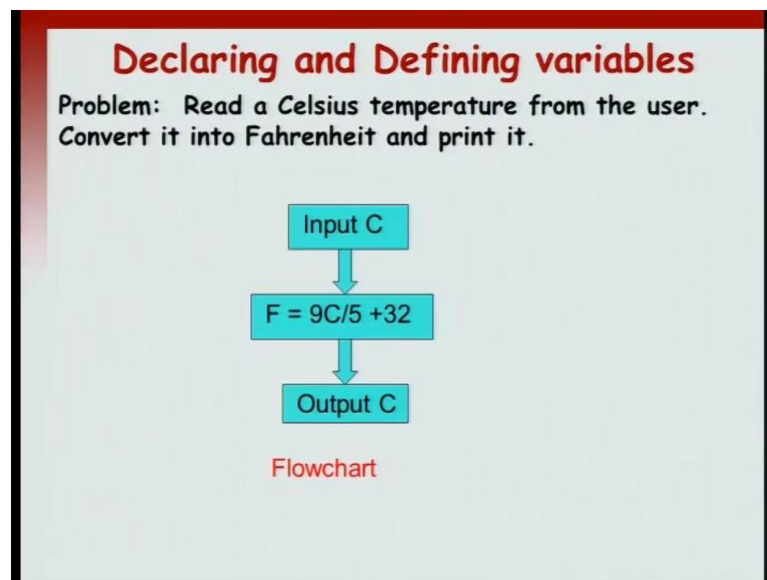 Declaring and Defining variables
Problem: Read a Celsius temperature from the user.
Convert it into Fahrenheit and print it.
Input C
F = 9C/5 +32
Output C
Flowchart